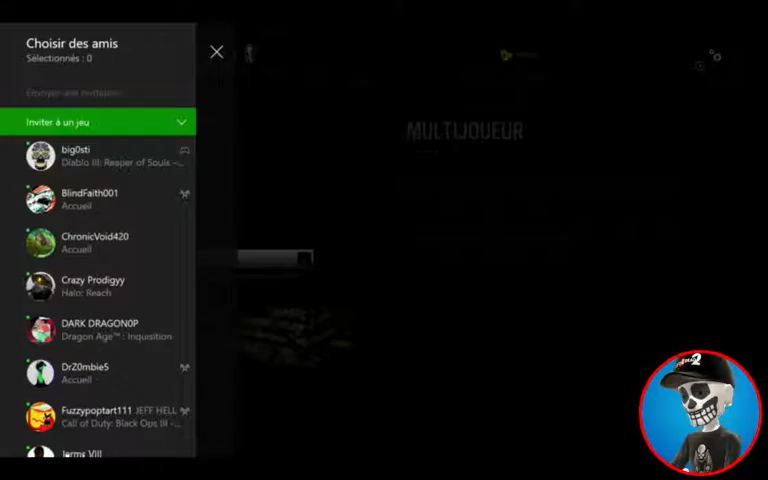 Choisir des amis
Sélectionnés : 0
Envoyer une invitation
Inviter à un jeu
big0sti
Diablo III: Reaper of Souls –...
BlindFaith001
Accueil
ChronicVoid420
Accueil
Crazy Prodigyy
Halo: Reach
DARK DRAGON0P
Dragon Age™ : Inquisition
DrZ0mbie5
Accueil
Fuzzypoptart111 JEFF HELL
Call of Duty: Black Ops III -...
Jerms VIII
MULTIJOUEUR